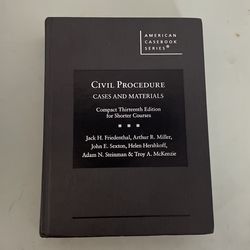 AMERICAN
CASEBOOK
SERIES®
CIVIL PROCEDURE
CASES AND MATERIALS
Compact Thirteenth Edition
for Shorter Courses
Jack H. Friedenthal, Arthur R. Miller,
John E. Sexton, Helen Hershkoff,
Adam N. Steinman & Troy A. McKenzie